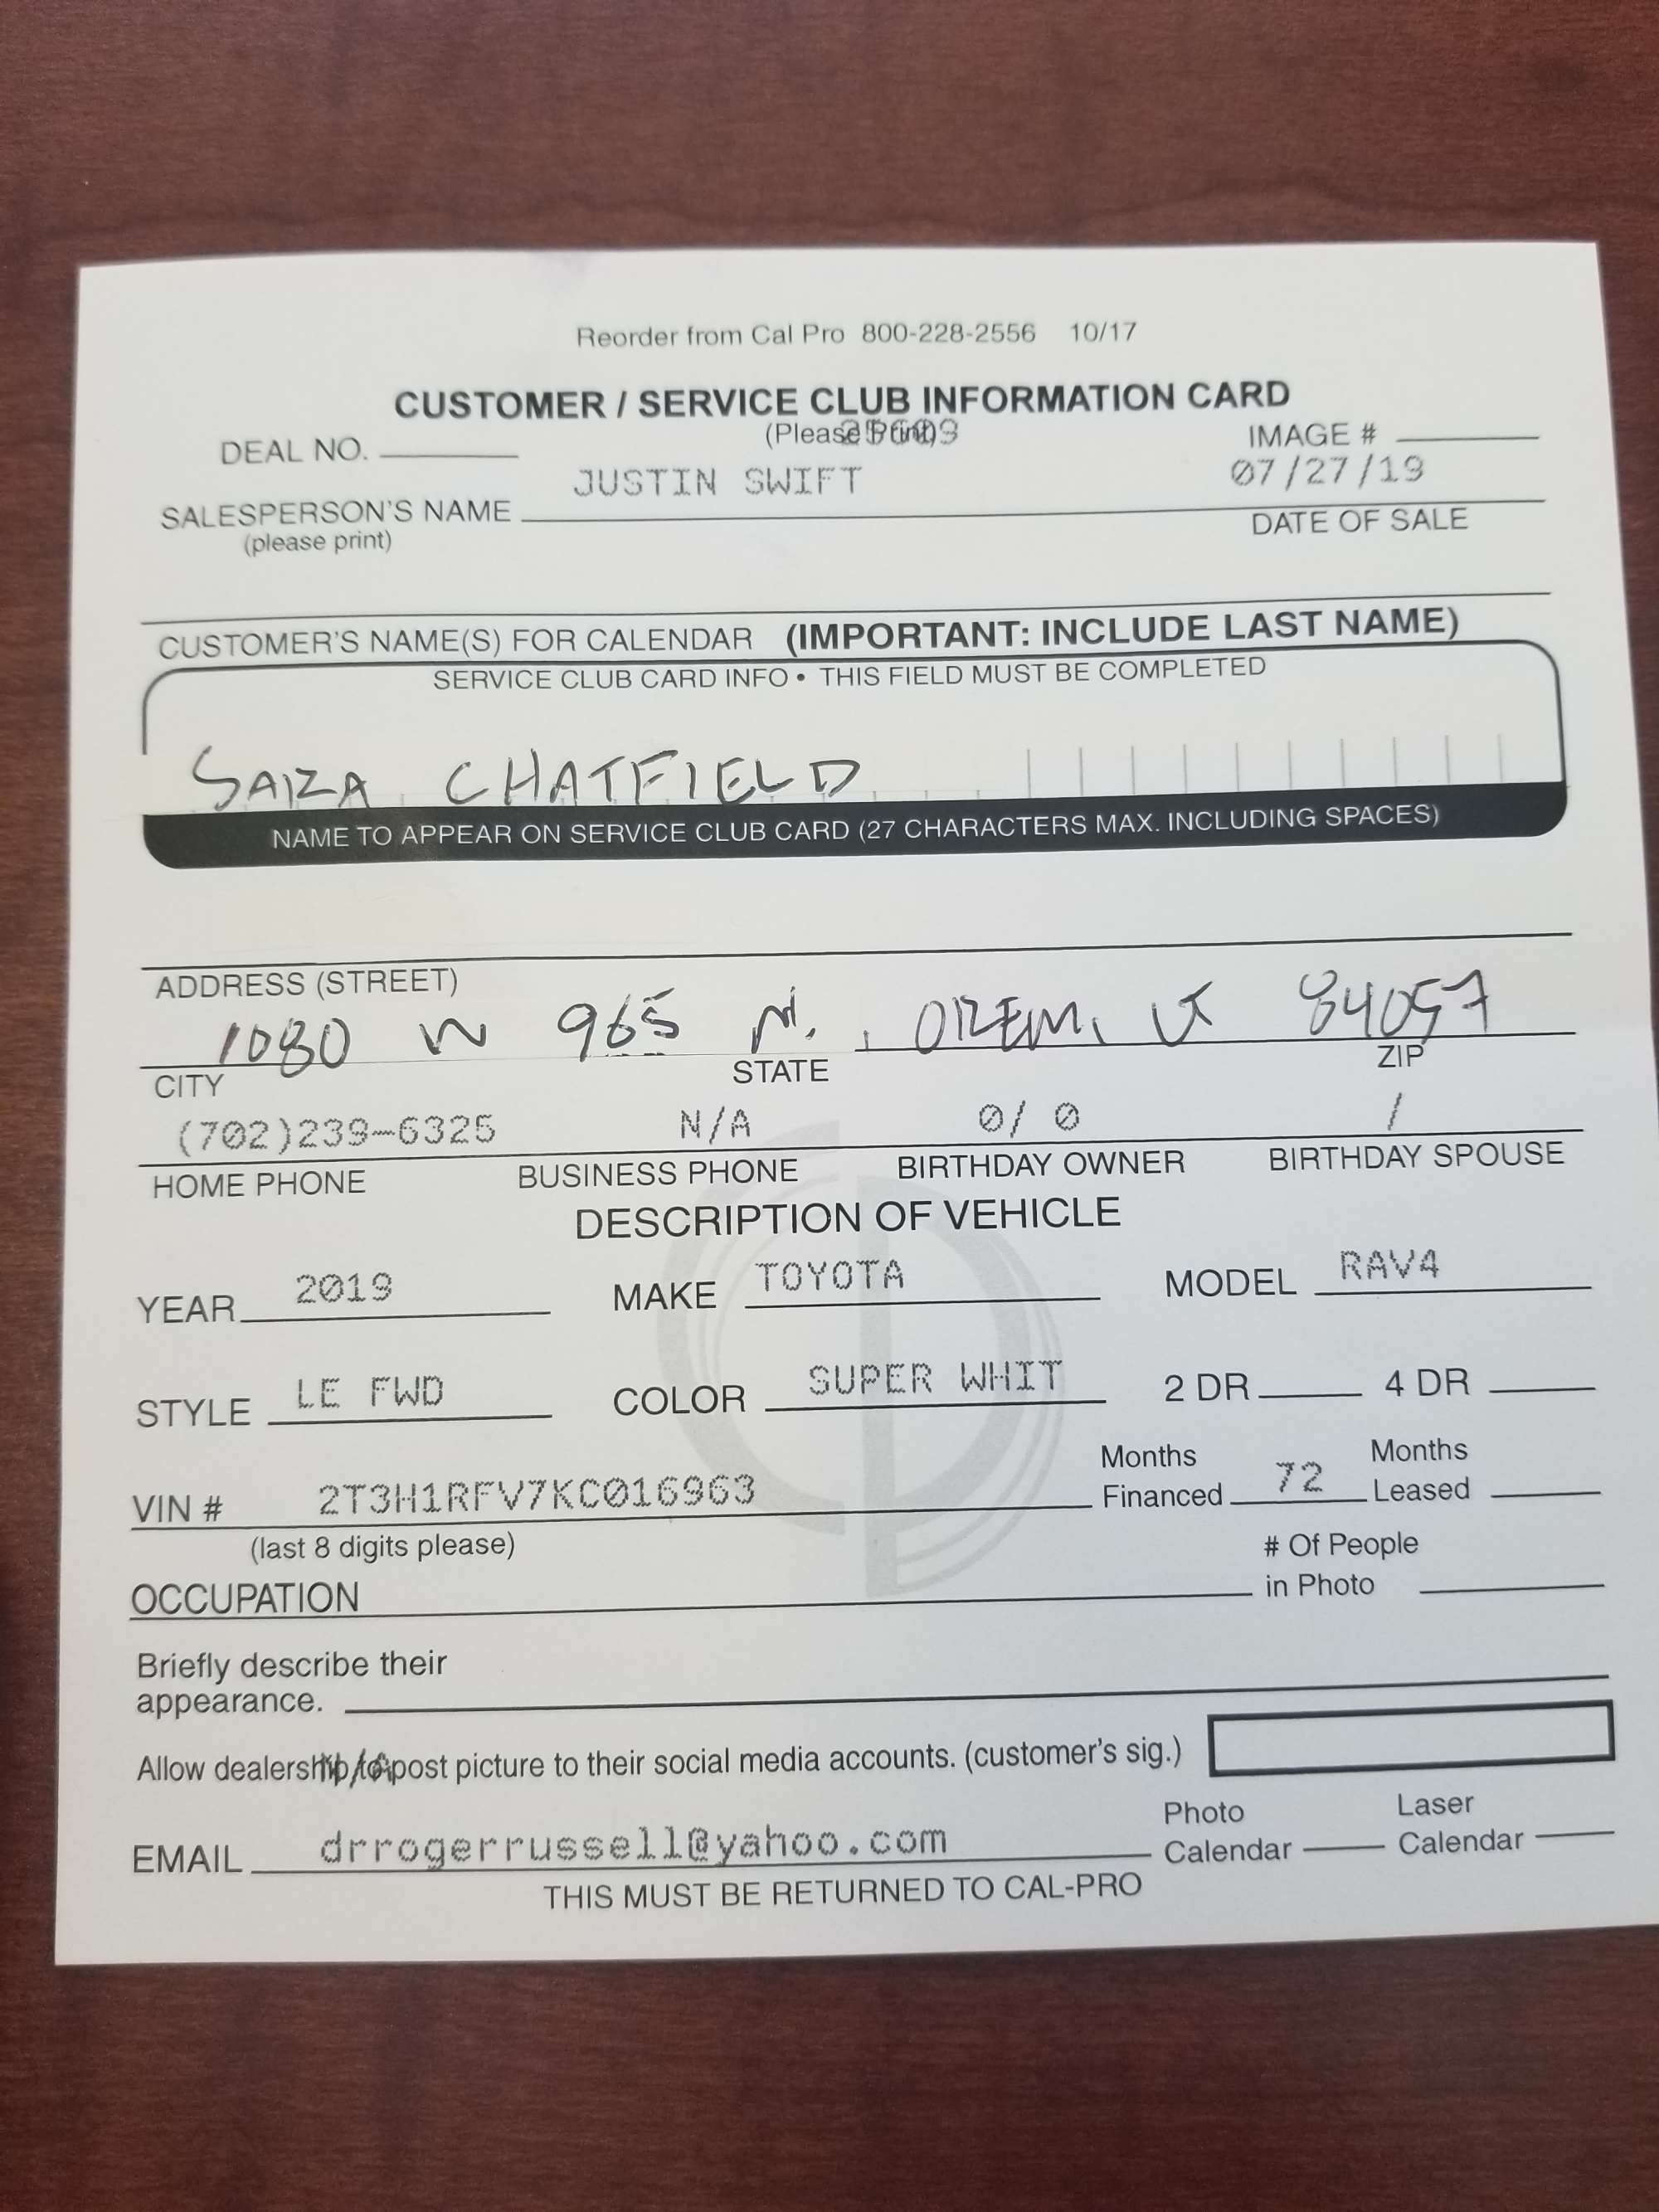 Reorder from Cal Pro 800-228-2556 10/17
CUSTOMER / SERVICE CLUB INFORMATION CARD
(Please Print)
DEAL NO. IMAGE #
JUSTIN SWIFT 07/27/19
SALESPERSON'S NAME DATE OF SALE
(please print)
CUSTOMER'S NAME(S) FOR CALENDAR (IMPORTANT: INCLUDE LAST NAME)
SERVICE CLUB CARD INFO • THIS FIELD MUST BE COMPLETED
SARA CHATFIELD
NAME TO APPEAR ON SERVICE CLUB CARD (27 CHARACTERS MAX. INCLUDING SPACES)
ADDRESS (STREET)
1080 W 965 N. , OREM, UT 84057
CITY STATE ZIP
(702)239-6325 N/A 0/ 0 /
HOME PHONE BUSINESS PHONE BIRTHDAY OWNER BIRTHDAY SPOUSE
DESCRIPTION OF VEHICLE
YEAR 2019 MAKE TOYOTA MODEL RAV4
STYLE LE FWD COLOR SUPER WHIT 2 DR 4 DR
Months Months
VIN # 2T3H1RFV7KC016963 Financed 72 Leased
(last 8 digits please) # Of People
OCCUPATION in Photo
Briefly describe their
appearance.
N/A
Allow dealership to post picture to their social media accounts. (customer's sig.)
Photo Laser
EMAIL drrogerrussell@yahoo.com Calendar Calendar
THIS MUST BE RETURNED TO CAL-PRO